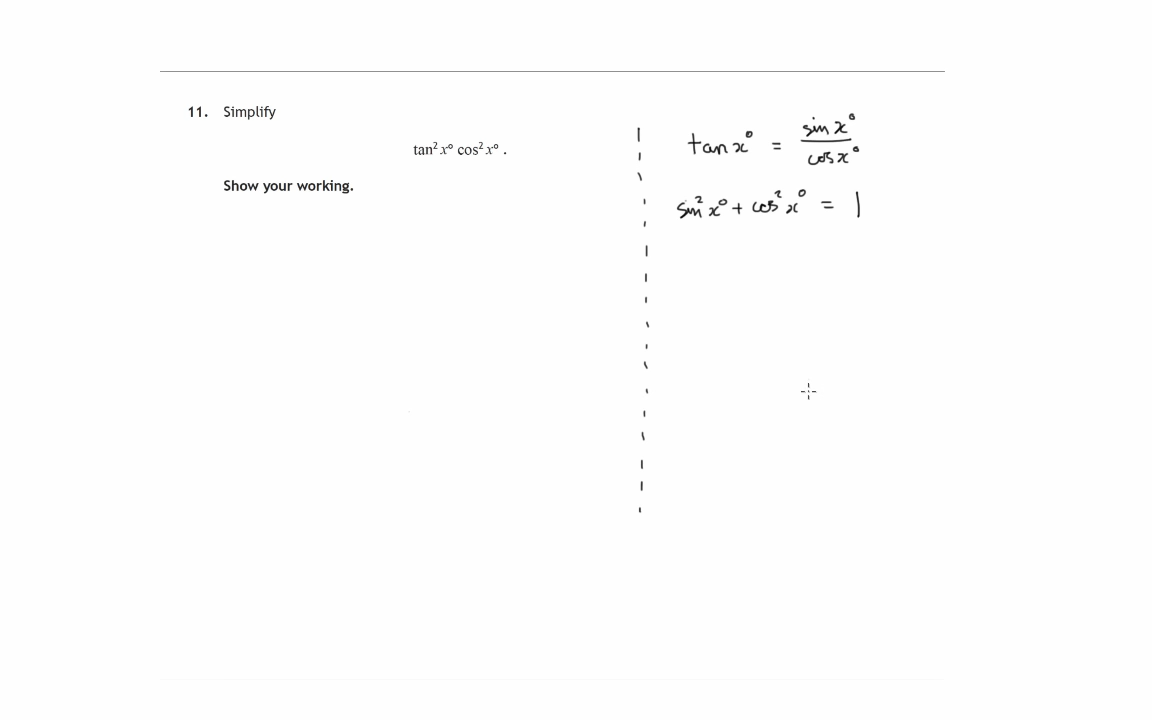 11. Simplify
tan² x° cos² x° .
Show your working.
tan x° = sin x° / cos x°
sin² x° + cos² x° = 1